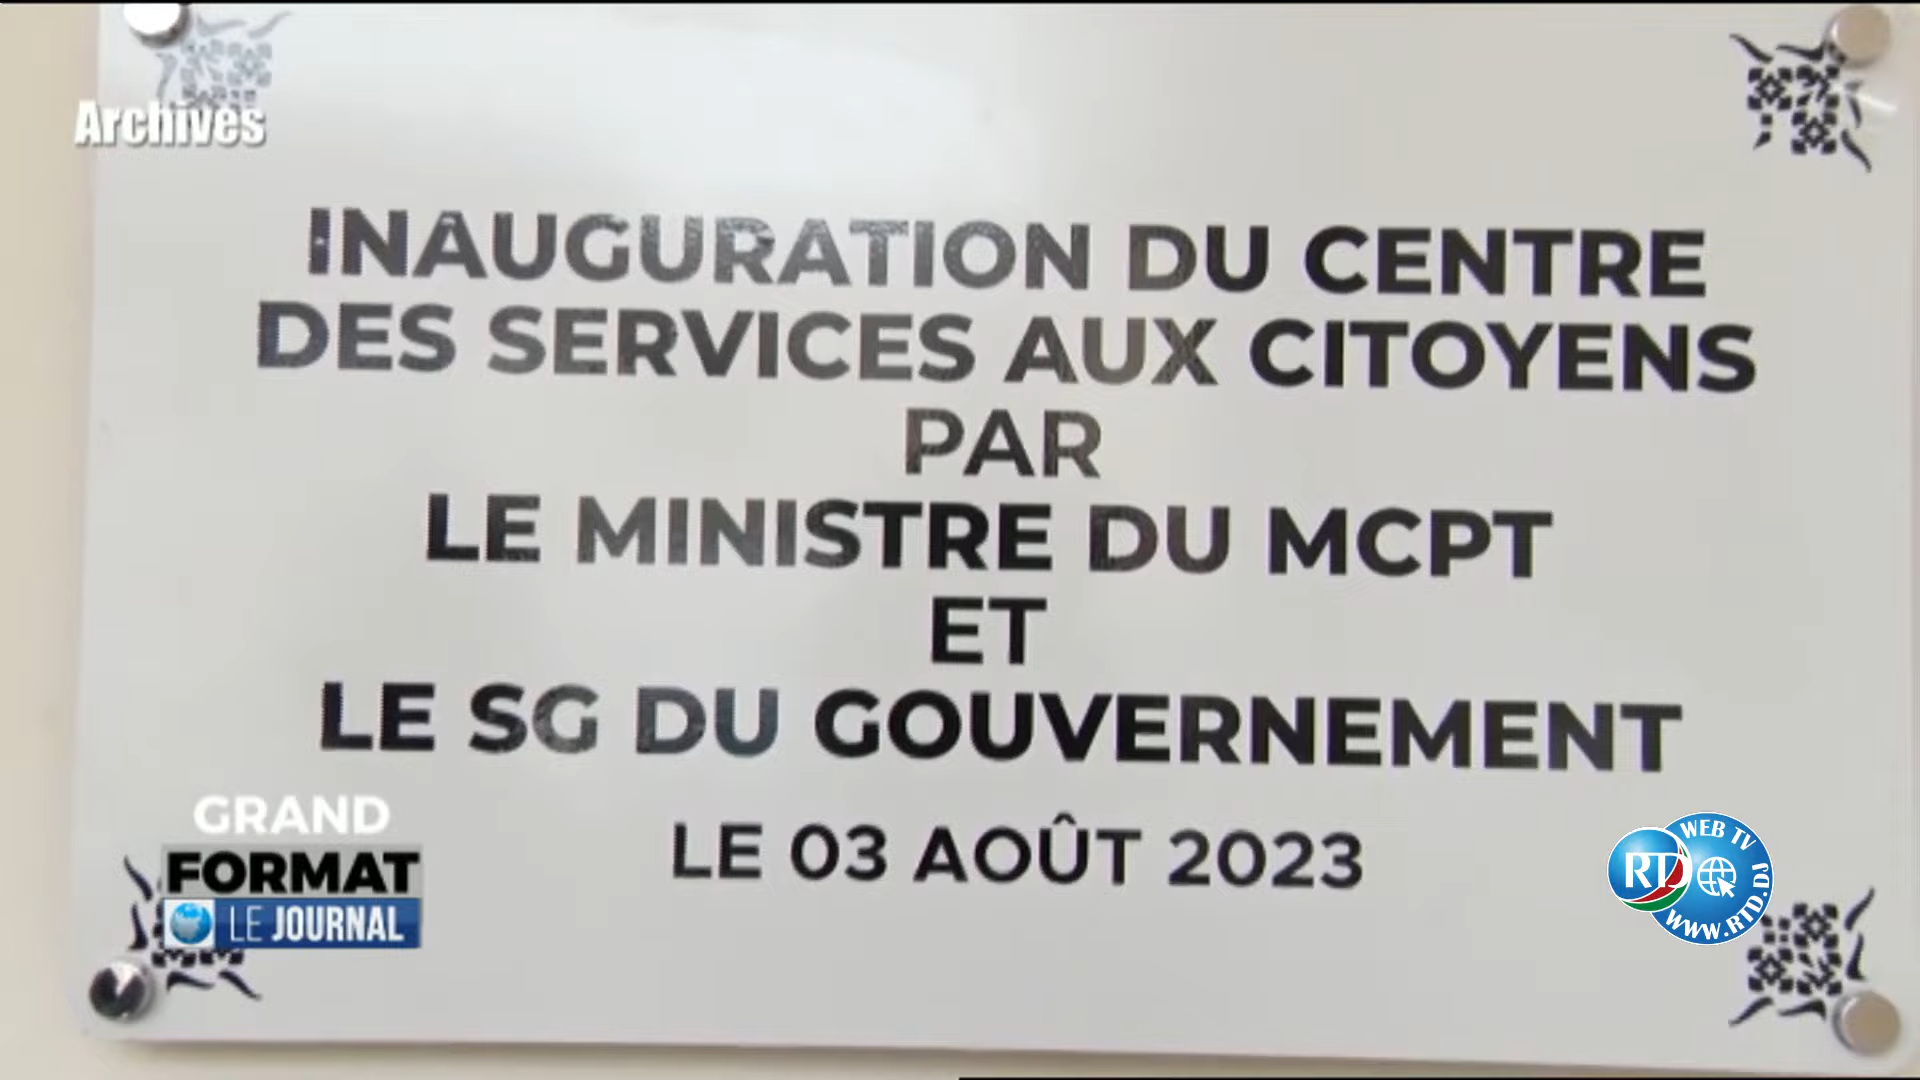 Archives
INAUGURATION DU CENTRE
DES SERVICES AUX CITOYENS
PAR
LE MINISTRE DU MCPT
ET
LE SG DU GOUVERNEMENT
LE 03 AOÛT 2023
GRAND
FORMAT
LE JOURNAL
WEB TV
RTD
WWW.RTD.DJ